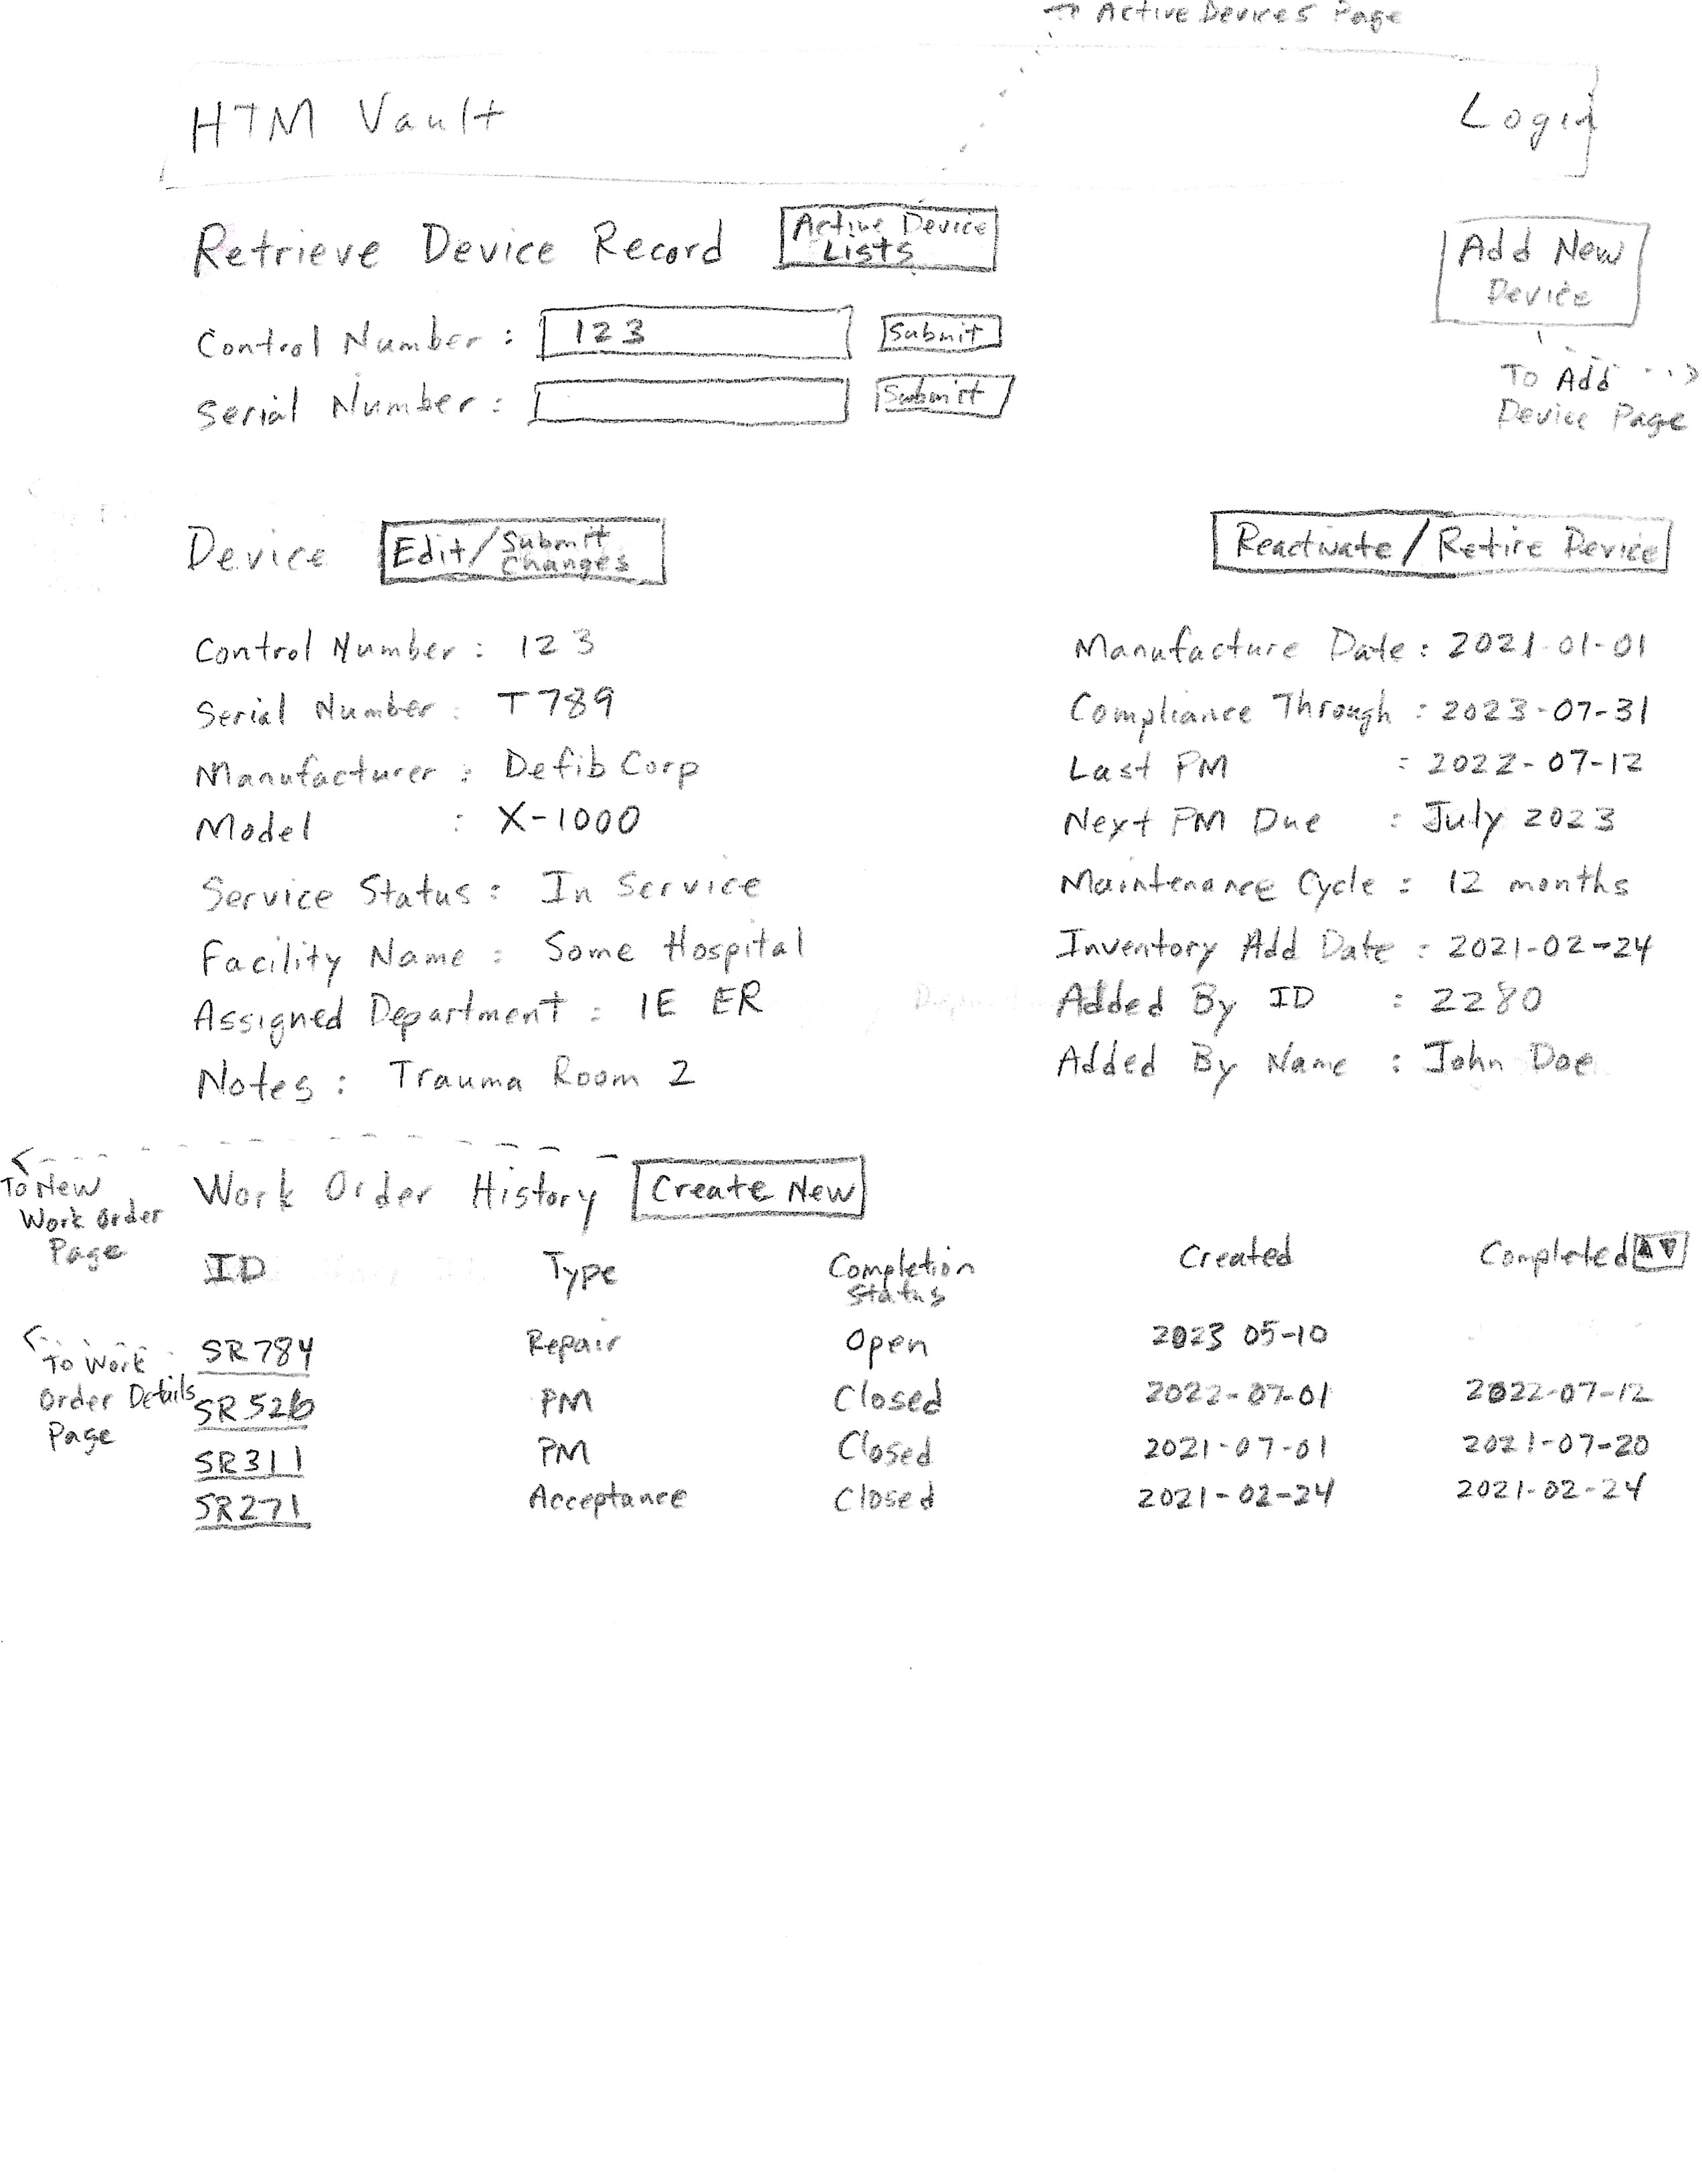 → Active Devices Page
HTM Vault Login
Retrieve Device Record Active Device Lists Add New Device
Control Number : 123 Submit
To Add Device Page
Serial Number : Submit
Device Edit/Submit Changes Reactivate/Retire Device
Control Number : 123 Manufacture Date : 2021-01-01
Serial Number : T789 Compliance Through : 2023-07-31
Manufacturer : Defib Corp Last PM : 2022-07-12
Model : X-1000 Next PM Due : July 2023
Service Status : In Service Maintenance Cycle : 12 months
Facility Name : Some Hospital Inventory Add Date : 2021-02-24
Assigned Department : IE ER Added By ID : 2280
Notes : Trauma Room 2 Added By Name : John Doe
To New Work Order Page
Work Order History Create New
ID Type Completion Status Created Completed ▲▼
SR784 Repair Open 2023 05-10
To Work Order Details Page
SR526 PM Closed 2022-07-01 2022-07-12
SR311 PM Closed 2021-07-01 2021-07-20
SR271 Acceptance Closed 2021-02-24 2021-02-24